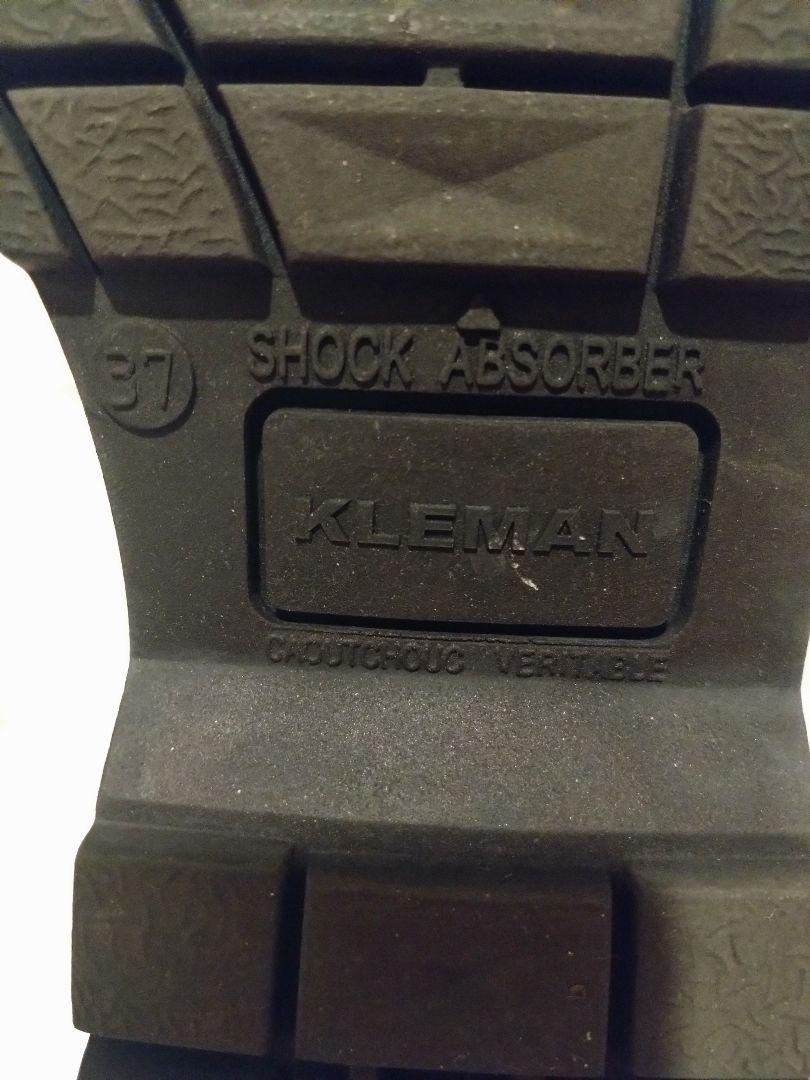 37
SHOCK ABSORBER
KLEMAN
CAOUTCHOUC VERITABLE